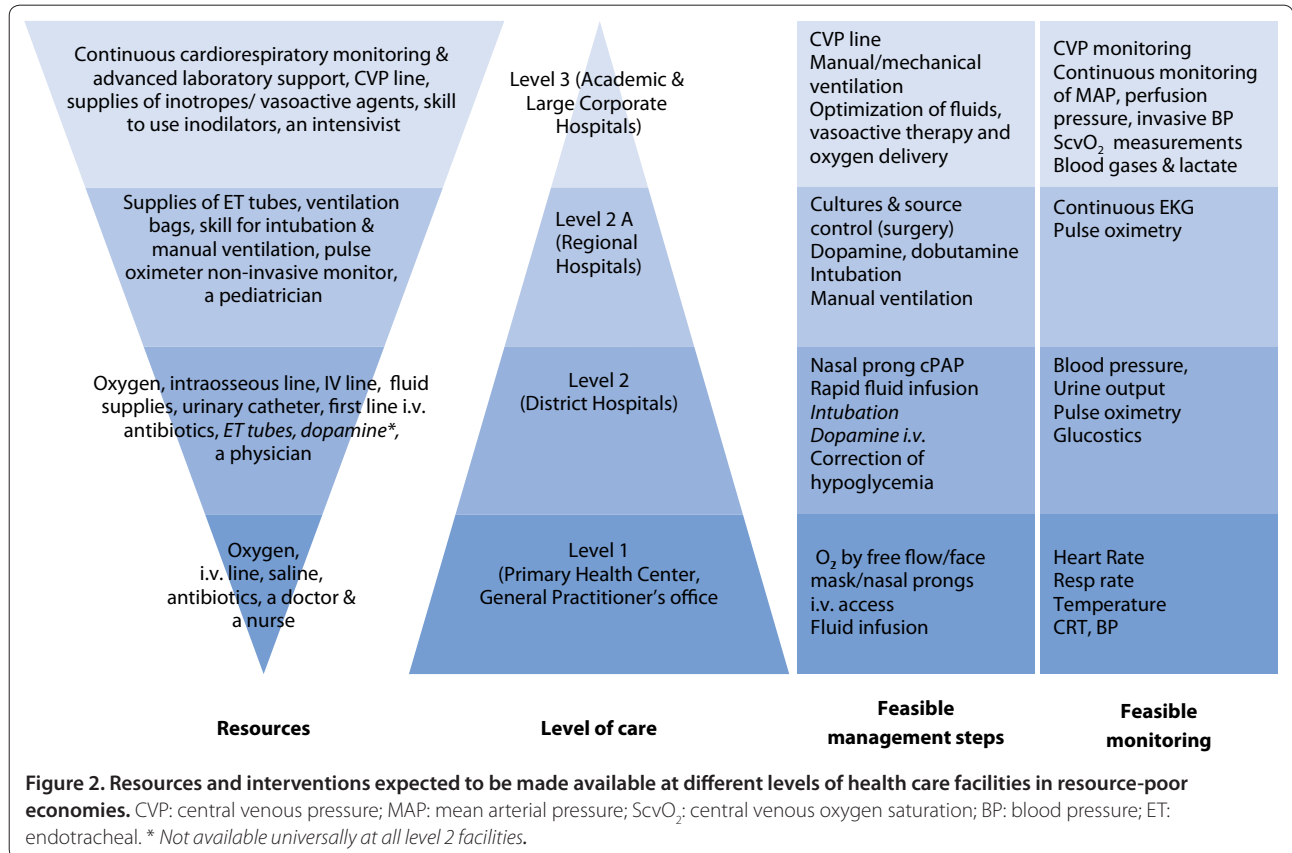 Continuous cardiorespiratory monitoring &
advanced laboratory support, CVP line,
supplies of inotropes/ vasoactive agents, skill
to use inodilators, an intensivist
Supplies of ET tubes, ventilation
bags, skill for intubation &
manual ventilation, pulse
oximeter non-invasive monitor,
a pediatrician
Oxygen, intraosseous line, IV line, fluid
supplies, urinary catheter, first line i.v.
antibiotics, ET tubes, dopamine*,
a physician
Oxygen,
i.v. line, saline,
antibiotics, a doctor &
a nurse
Resources
Level 3 (Academic &
Large Corporate
Hospitals)
Level 2 A
(Regional
Hospitals)
Level 2
(District Hospitals)
Level 1
(Primary Health Center,
General Practitioner's office
Level of care
CVP line
Manual/mechanical
ventilation
Optimization of fluids,
vasoactive therapy and
oxygen delivery
Cultures & source
control (surgery)
Dopamine, dobutamine
Intubation
Manual ventilation
Nasal prong cPAP
Rapid fluid infusion
Intubation
Dopamine i.v.
Correction of
hypoglycemia
O₂ by free flow/face
mask/nasal prongs
i.v. access
Fluid infusion
Feasible
management steps
CVP monitoring
Continuous monitoring
of MAP, perfusion
pressure, invasive BP
ScvO₂ measurements
Blood gases & lactate
Continuous EKG
Pulse oximetry
Blood pressure,
Urine output
Pulse oximetry
Glucostics
Heart Rate
Resp rate
Temperature
CRT, BP
Feasible
monitoring
Figure 2. Resources and interventions expected to be made available at different levels of health care facilities in resource-poor
economies. CVP: central venous pressure; MAP: mean arterial pressure; ScvO₂: central venous oxygen saturation; BP: blood pressure; ET:
endotracheal. * Not available universally at all level 2 facilities.